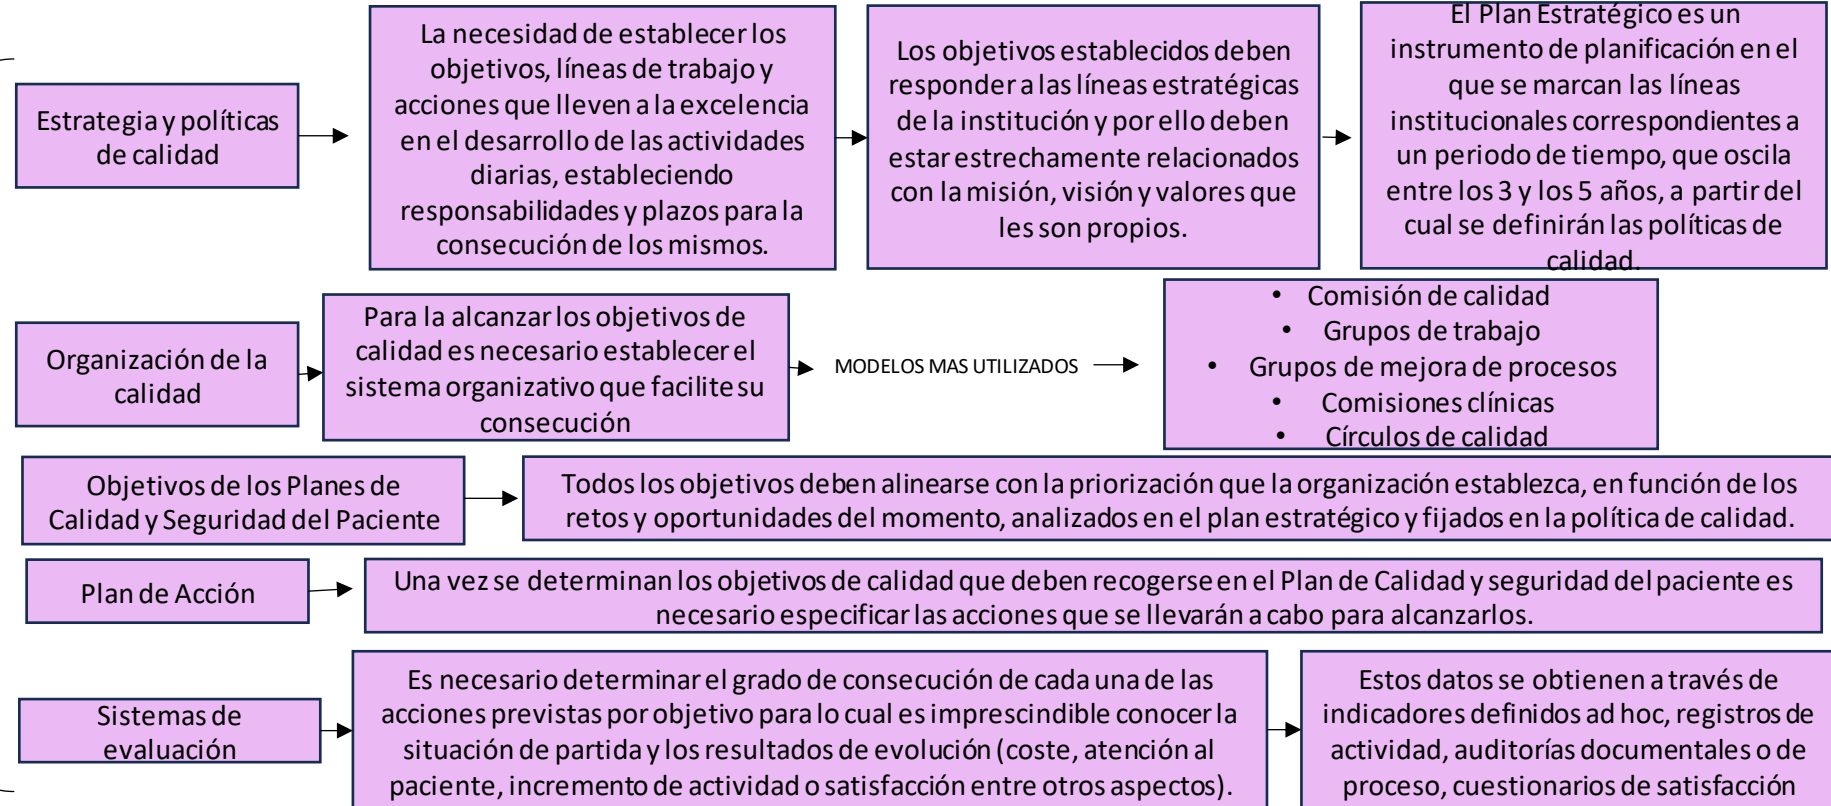 Estrategia y políticas
de calidad
La necesidad de establecer los
objetivos, líneas de trabajo y
acciones que lleven a la excelencia
en el desarrollo de las actividades
diarias, estableciendo
responsabilidades y plazos para la
consecución de los mismos.
Los objetivos establecidos deben
responder a las líneas estratégicas
de la institución y por ello deben
estar estrechamente relacionados
con la misión, visión y valores que
les son propios.
El Plan Estratégico es un
instrumento de planificación en el
que se marcan las líneas
institucionales correspondientes a
un periodo de tiempo, que oscila
entre los 3 y los 5 años, a partir del
cual se definirán las políticas de
calidad.
Organización de la
calidad
Para la alcanzar los objetivos de
calidad es necesario establecer el
sistema organizativo que facilite su
consecución
MODELOS MAS UTILIZADOS
• Comisión de calidad
• Grupos de trabajo
• Grupos de mejora de procesos
• Comisiones clínicas
• Círculos de calidad
Objetivos de los Planes de
Calidad y Seguridad del Paciente
Todos los objetivos deben alinearse con la priorización que la organización establezca, en función de los
retos y oportunidades del momento, analizados en el plan estratégico y fijados en la política de calidad.
Plan de Acción
Una vez se determinan los objetivos de calidad que deben recogerse en el Plan de Calidad y seguridad del paciente es
necesario especificar las acciones que se llevarán a cabo para alcanzarlos.
Sistemas de
evaluación
Es necesario determinar el grado de consecución de cada una de las
acciones previstas por objetivo para lo cual es imprescindible conocer la
situación de partida y los resultados de evolución (coste, atención al
paciente, incremento de actividad o satisfacción entre otros aspectos).
Estos datos se obtienen a través de
indicadores definidos ad hoc, registros de
actividad, auditorías documentales o de
proceso, cuestionarios de satisfacción